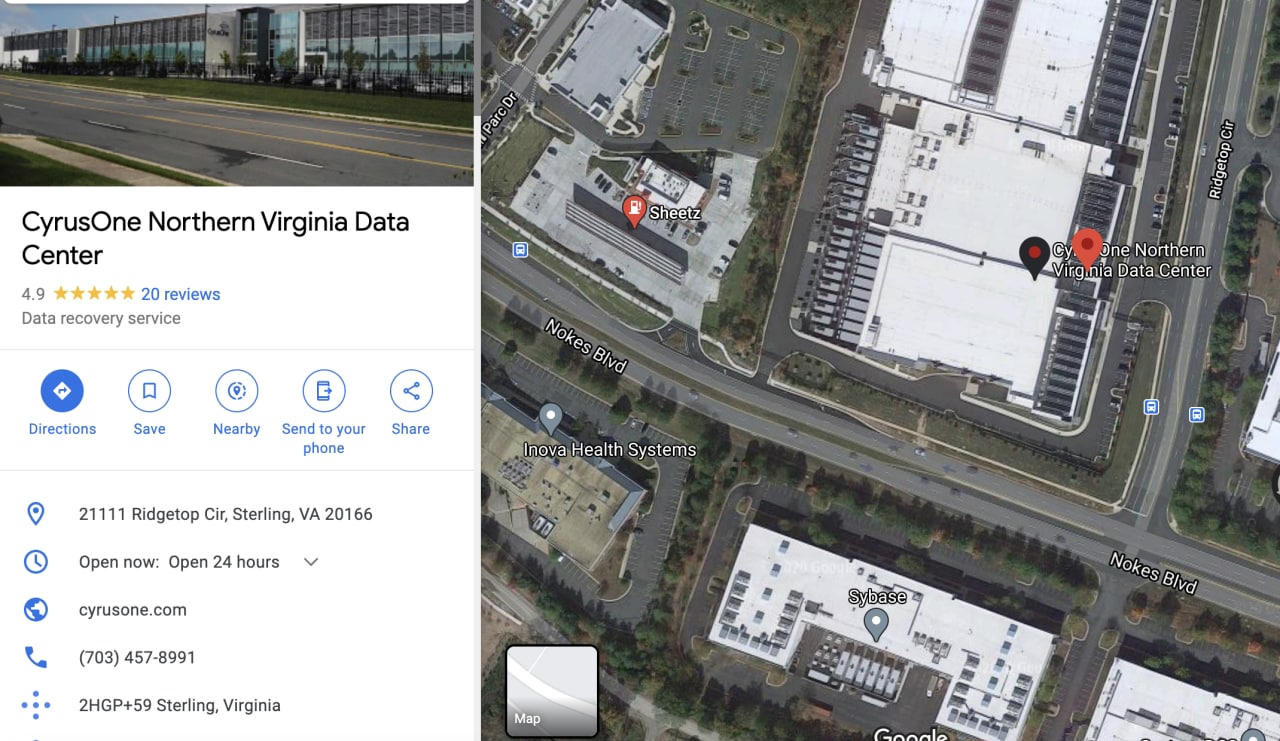 CyrusOne
CyrusOne Northern Virginia Data
Center
4.9
20 reviews
Data recovery service
Directions
Save
Nearby
Send to your
phone
Share
21111 Ridgetop Cir, Sterling, VA 20166
Open now: Open 24 hours
cyrusone.com
(703) 457-8991
2HGP+59 Sterling, Virginia
Parc Dr
Sheetz
Ridgetop Cir
Northern
Virginia Data Center
Nokes Blvd
Inova Health Systems
Nokes Blvd
Sybase
Map
Google